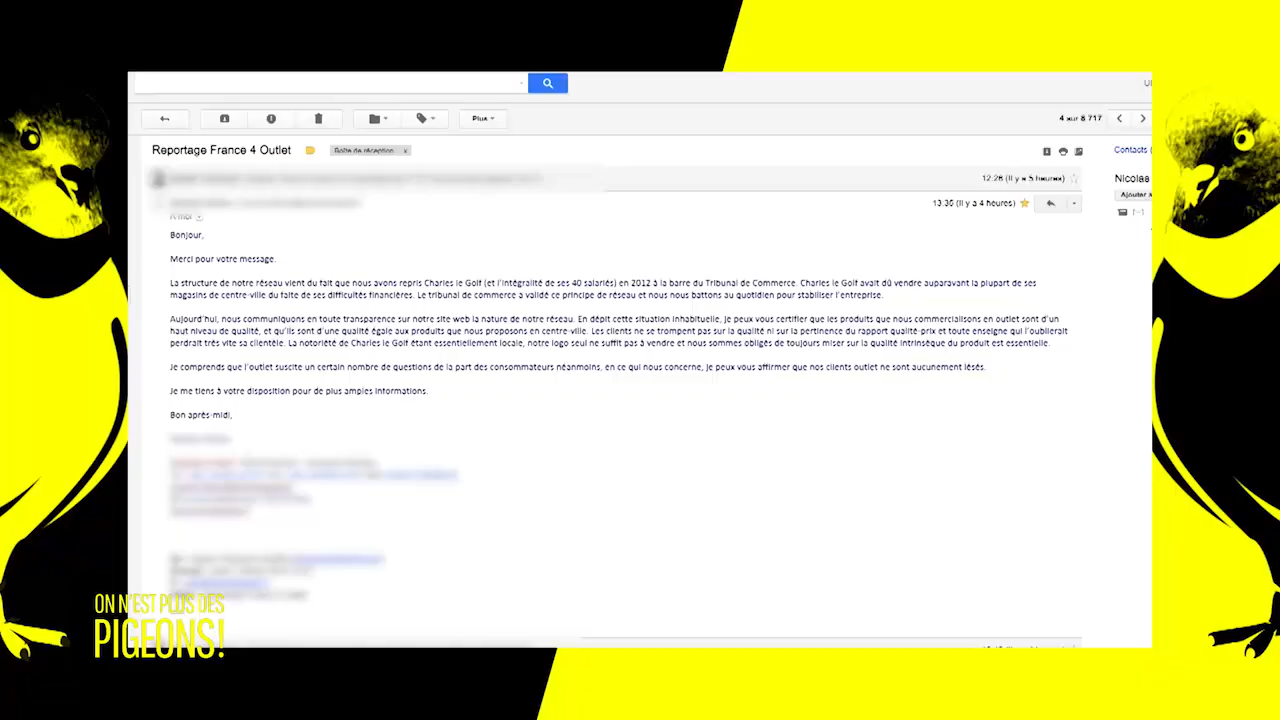 Plus
4 sur 8 717
Reportage France 4 Outlet
Boîte de réception x
Contacts
12:28 (Il y a 5 heures)
Nicolas
Ajouter
13:35 (Il y a 4 heures)
À moi
Bonjour,
Merci pour votre message.
La structure de notre réseau vient du fait que nous avons repris Charles le Golf (et l'intégralité de ses 40 salariés) en 2012 à la barre du Tribunal de Commerce. Charles le Golf avait dû vendre auparavant la plupart de ses
magasins de centre-ville du faite de ses difficultés financières. Le tribunal de commerce à validé ce principe de réseau et nous nous battons au quotidien pour stabiliser l'entreprise.
Aujourd'hui, nous communiquons en toute transparence sur notre site web la nature de notre réseau. En dépit cette situation inhabituelle, je peux vous certifier que les produits que nous commercialisons en outlet sont d'un
haut niveau de qualité, et qu'ils sont d'une qualité égale aux produits que nous proposons en centre-ville. Les clients ne se trompent pas sur la qualité ni sur la pertinence du rapport qualité-prix et toute enseigne qui l'oublierait
perdrait très vite sa clientèle. La notoriété de Charles le Golf étant essentiellement locale, notre logo seul ne suffit pas à vendre et nous sommes obligés de toujours miser sur la qualité intrinsèque du produit est essentielle.
Je comprends que l'outlet suscite un certain nombre de questions de la part des consommateurs néanmoins, en ce qui nous concerne, je peux vous affirmer que nos clients outlet ne sont aucunement lésés.
Je me tiens à votre disposition pour de plus amples informations.
Bon après-midi,
ON N'EST PLUS DES
PIGEONS!